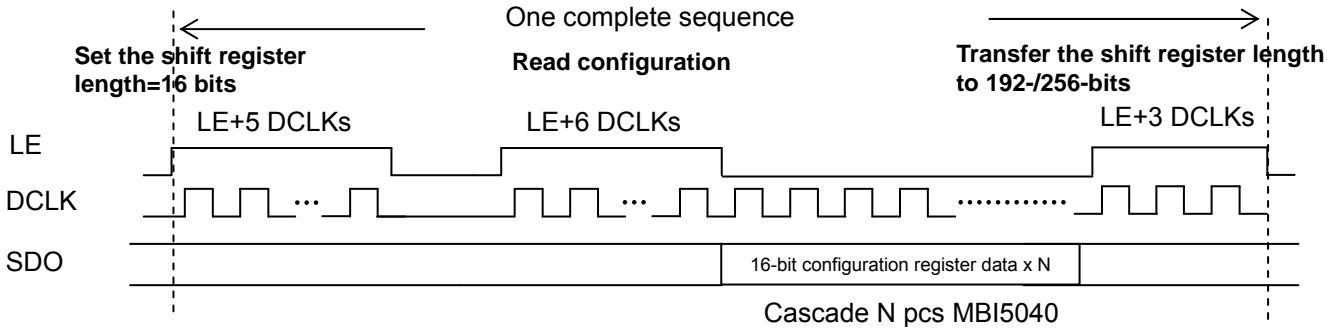 One complete sequence
Set the shift register
length=16 bits
Read configuration
Transfer the shift register length
to 192-/256-bits
LE+5 DCLKs
LE+6 DCLKs
LE+3 DCLKs
LE
DCLK
SDO
16-bit configuration register data x N
Cascade N pcs MBI5040